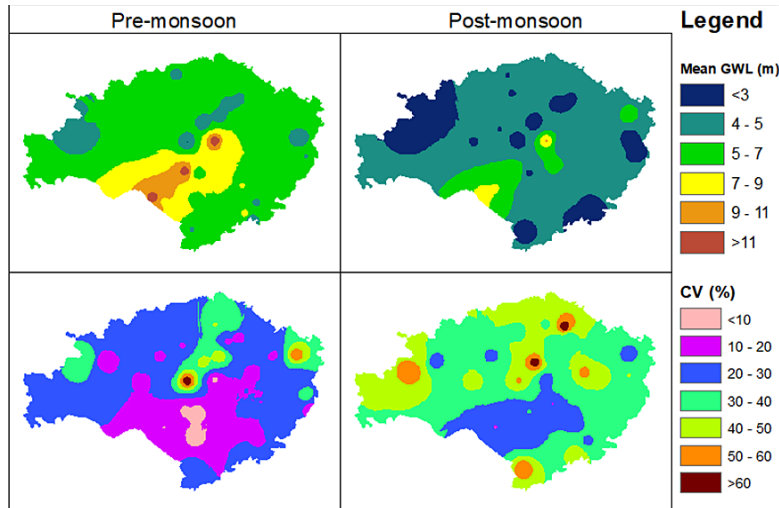 Pre-monsoon
Post-monsoon
Legend
Mean GWL (m)
<3
4 - 5
5 - 7
7 - 9
9 - 11
>11
CV (%)
<10
10 - 20
20 - 30
30 - 40
40 - 50
50 - 60
>60